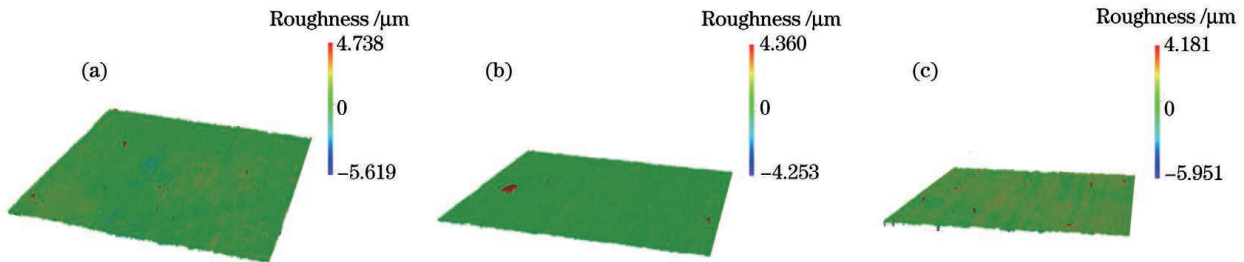 (a)
Roughness /μm
4.738
0
−5.619
(b)
Roughness /μm
4.360
0
−4.253
(c)
Roughness /μm
4.181
0
−5.951